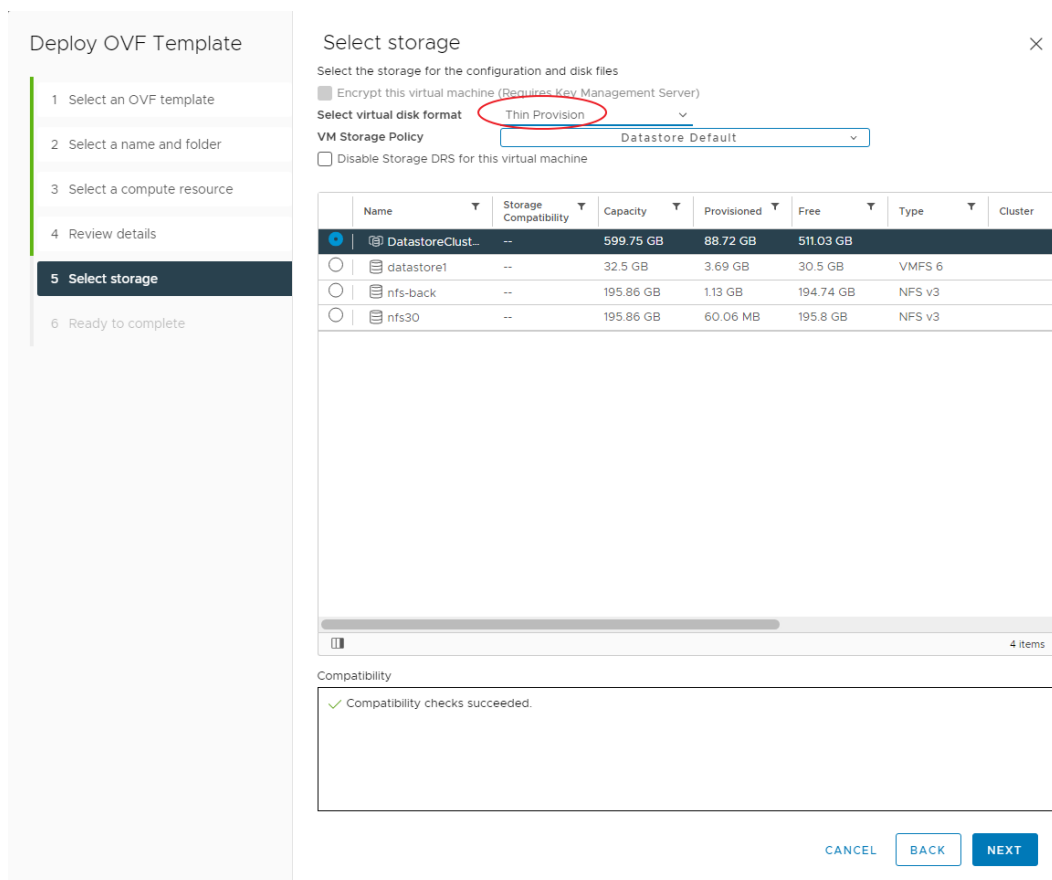 Deploy OVF Template
1 Select an OVF template
2 Select a name and folder
3 Select a compute resource
4 Review details
5 Select storage
6 Ready to complete
Select storage
Select the storage for the configuration and disk files
Encrypt this virtual machine (Requires Key Management Server)
Select virtual disk format Thin Provision
VM Storage Policy Datastore Default
Disable Storage DRS for this virtual machine
Name Storage Compatibility Capacity Provisioned Free Type Cluster
DatastoreClust... -- 599.75 GB 88.72 GB 511.03 GB
datastore1 -- 32.5 GB 3.69 GB 30.5 GB VMFS 6
nfs-back -- 195.86 GB 1.13 GB 194.74 GB NFS v3
nfs30 -- 195.86 GB 60.06 MB 195.8 GB NFS v3
4 items
Compatibility
Compatibility checks succeeded.
CANCEL BACK NEXT